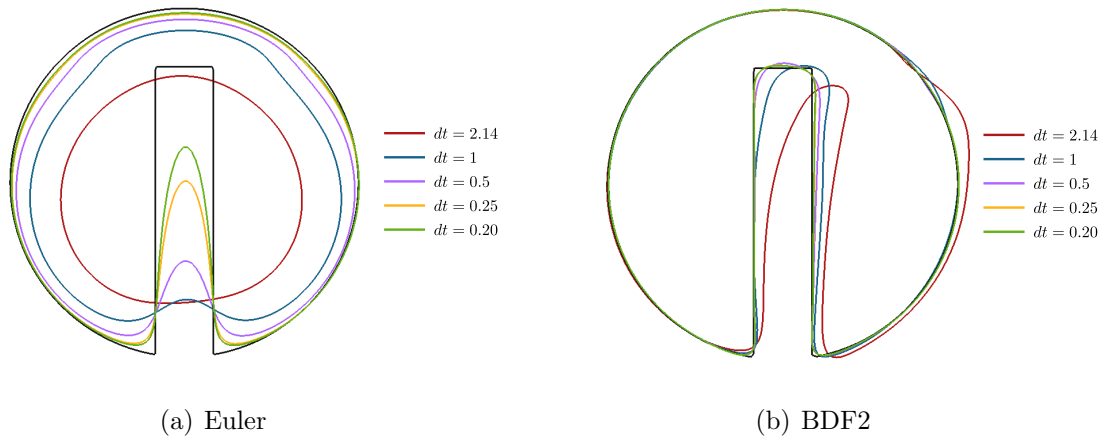 dt = 2.14
dt = 1
dt = 0.5
dt = 0.25
dt = 0.20
(a) Euler
dt = 2.14
dt = 1
dt = 0.5
dt = 0.25
dt = 0.20
(b) BDF2